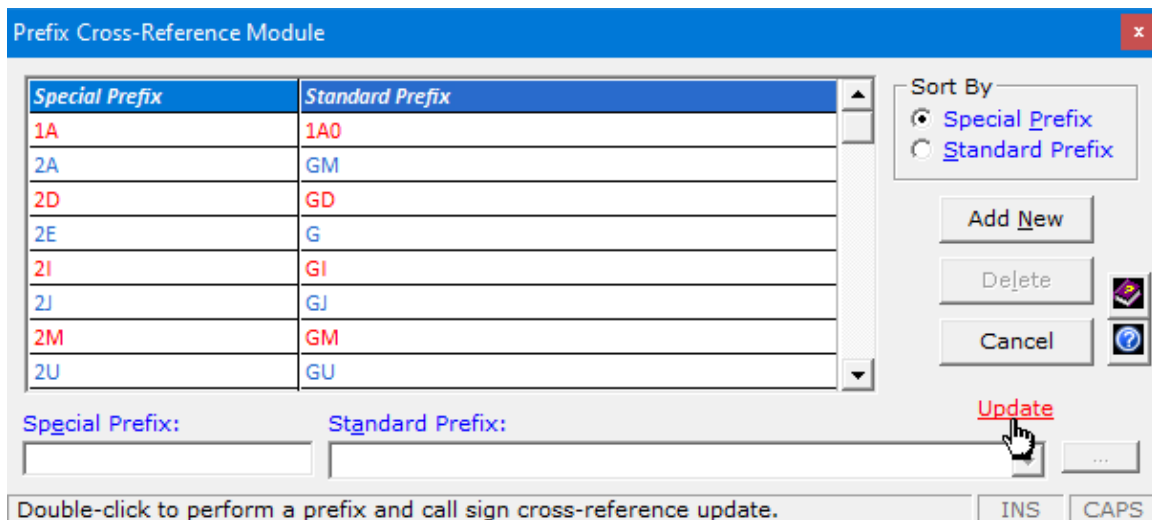 Prefix Cross-Reference Module
x
Special Prefix Standard Prefix
1A 1A0
2A GM
2D GD
2E G
2I GI
2J GJ
2M GM
2U GU
Sort By
Special Prefix
Standard Prefix
Add New
Delete
Cancel
Update
Special Prefix: Standard Prefix:
...
Double-click to perform a prefix and call sign cross-reference update. INS CAPS